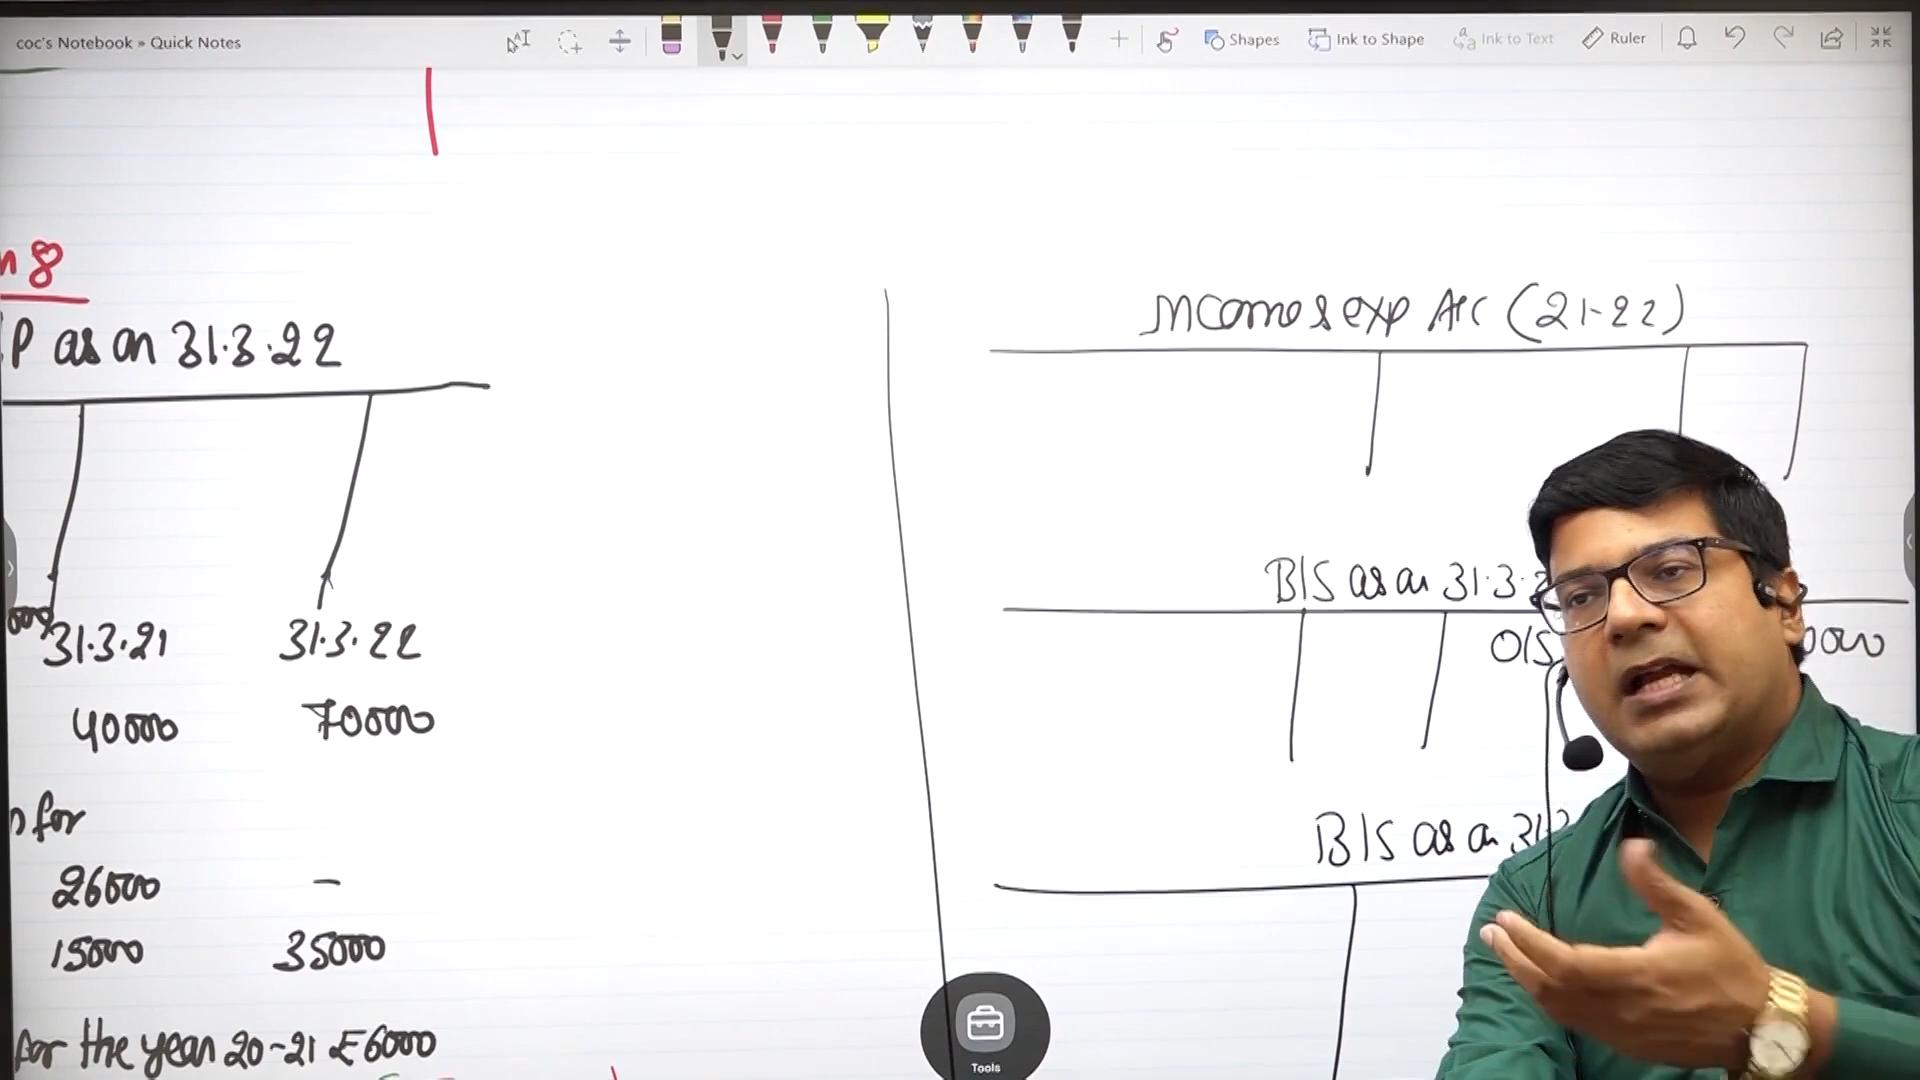 coc's Notebook » Quick Notes
Shapes
Ink to Shape
Ink to Text
Ruler
n 8
P as on 31.3.22
31.3.21 31.3.22
40000 70000
for
26000 -
15000 35000
for the year 20-21 ₤6000
Income & exp A/c (21-22)
B/S as on 31.3.2
O/S
0000
B/S as on 31.3
Tools